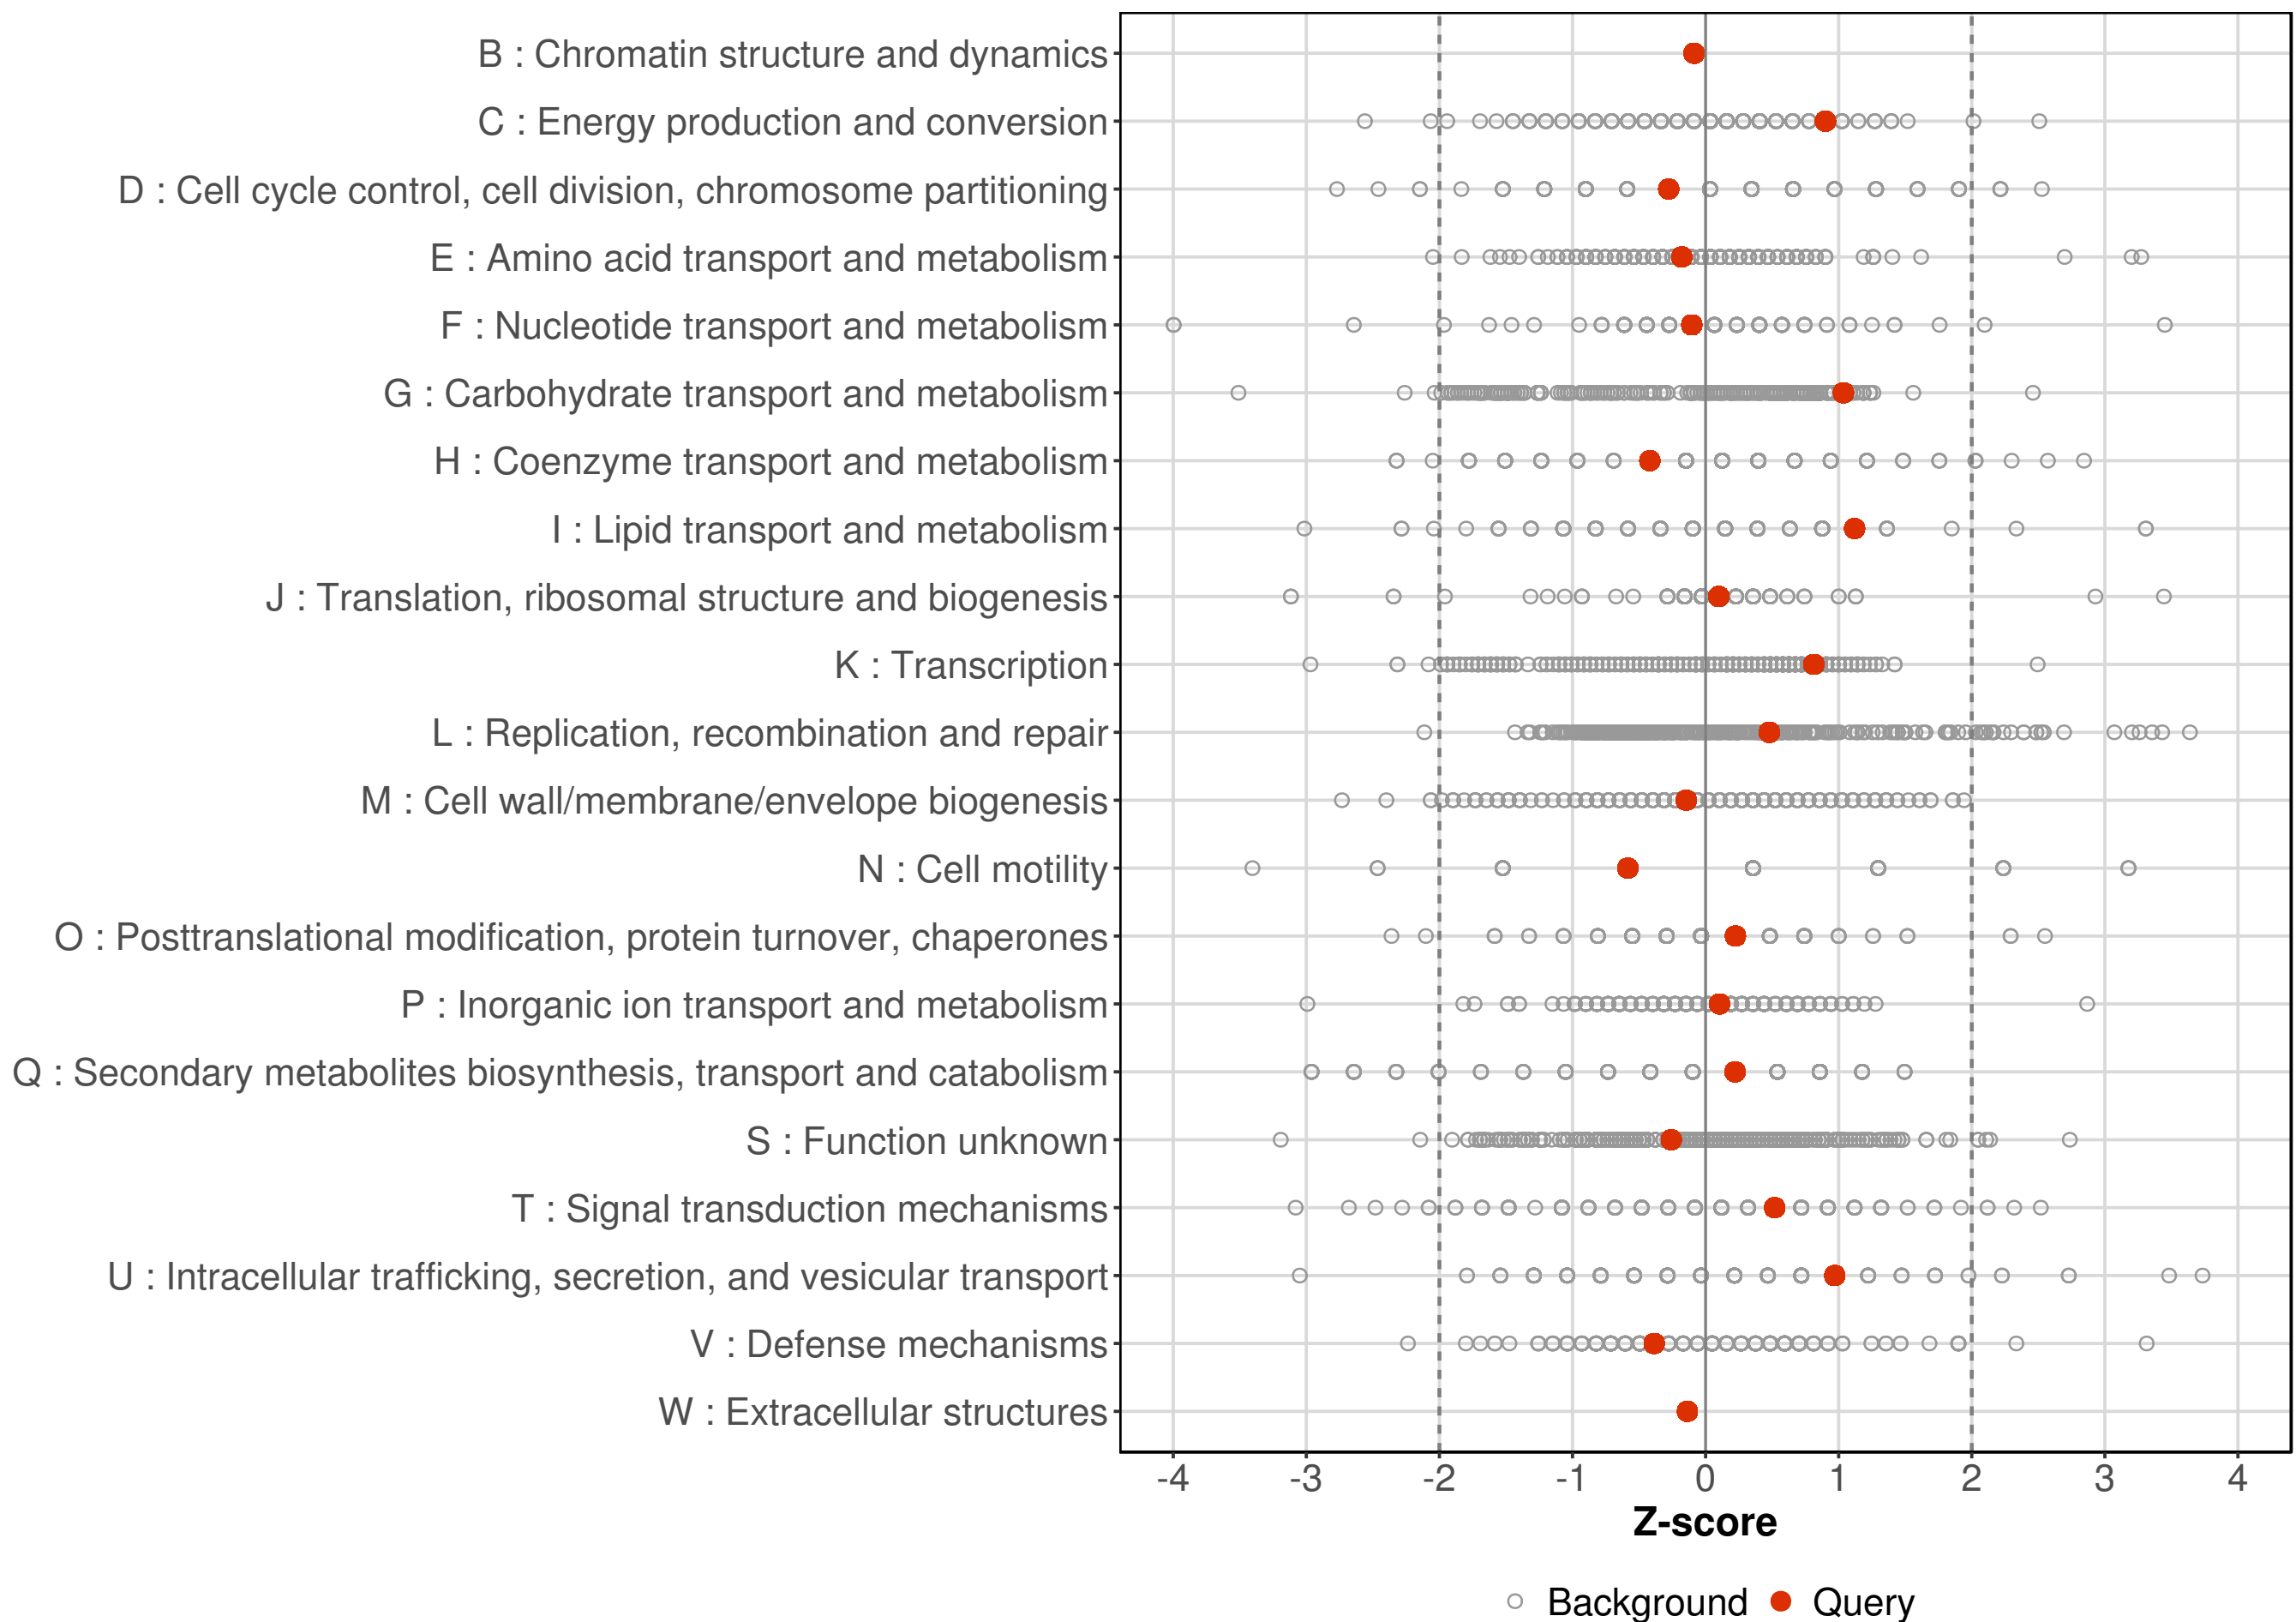 B : Chromatin structure and dynamics
C : Energy production and conversion
D : Cell cycle control, cell division, chromosome partitioning
E : Amino acid transport and metabolism
F : Nucleotide transport and metabolism
G : Carbohydrate transport and metabolism
H : Coenzyme transport and metabolism
I : Lipid transport and metabolism
J : Translation, ribosomal structure and biogenesis
K : Transcription
L : Replication, recombination and repair
M : Cell wall/membrane/envelope biogenesis
N : Cell motility
O : Posttranslational modification, protein turnover, chaperones
P : Inorganic ion transport and metabolism
Q : Secondary metabolites biosynthesis, transport and catabolism
S : Function unknown
T : Signal transduction mechanisms
U : Intracellular trafficking, secretion, and vesicular transport
V : Defense mechanisms
W : Extracellular structures
-4 -3 -2 -1 0 1 2 3 4
Z-score
Background Query